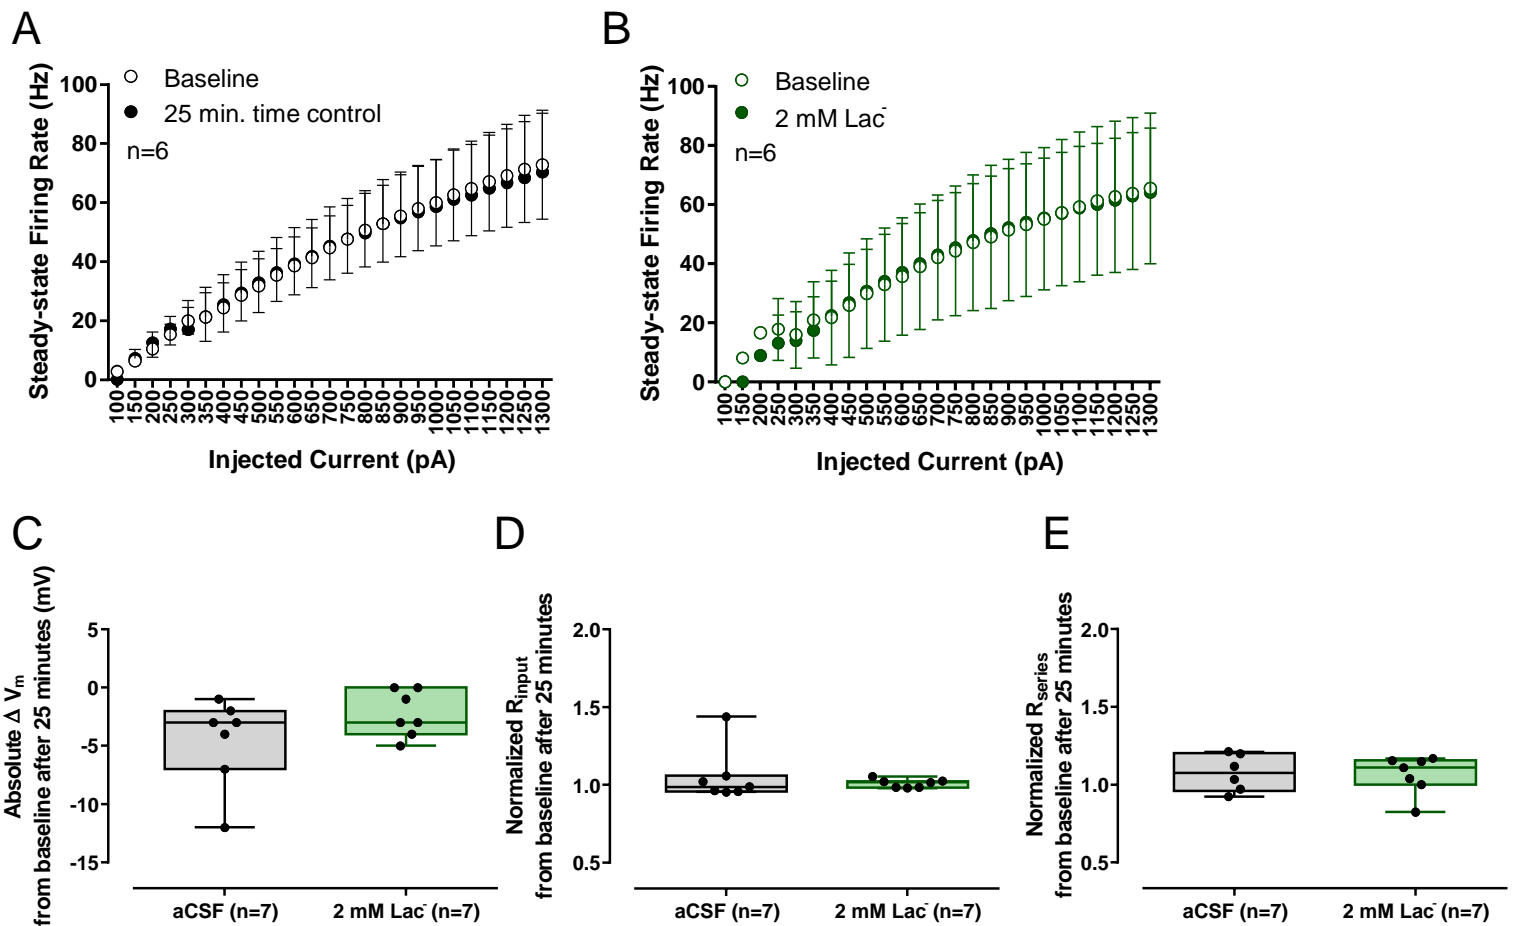 A
Steady-state Firing Rate (Hz)
Baseline
25 min. time control
n=6
100
80
60
40
20
0
100
150
200
250
300
350
400
450
500
550
600
650
700
750
800
850
900
950
1000
1050
1100
1150
1200
1250
1300
Injected Current (pA)
B
Steady-state Firing Rate (Hz)
Baseline
2 mM Lac⁻
n=6
100
80
60
40
20
0
100
150
200
250
300
350
400
450
500
550
600
650
700
750
800
850
900
950
1000
1050
1100
1150
1200
1250
1300
Injected Current (pA)
C
Absolute Δ Vm
from baseline after 25 minutes (mV)
5
0
-5
-10
-15
aCSF (n=7)
2 mM Lac⁻ (n=7)
D
Normalized Rinput
from baseline after 25 minutes
2.0
1.5
1.0
0.5
aCSF (n=7)
2 mM Lac⁻ (n=7)
E
Normalized Rseries
from baseline after 25 minutes
2.0
1.5
1.0
0.5
aCSF (n=7)
2 mM Lac⁻ (n=7)